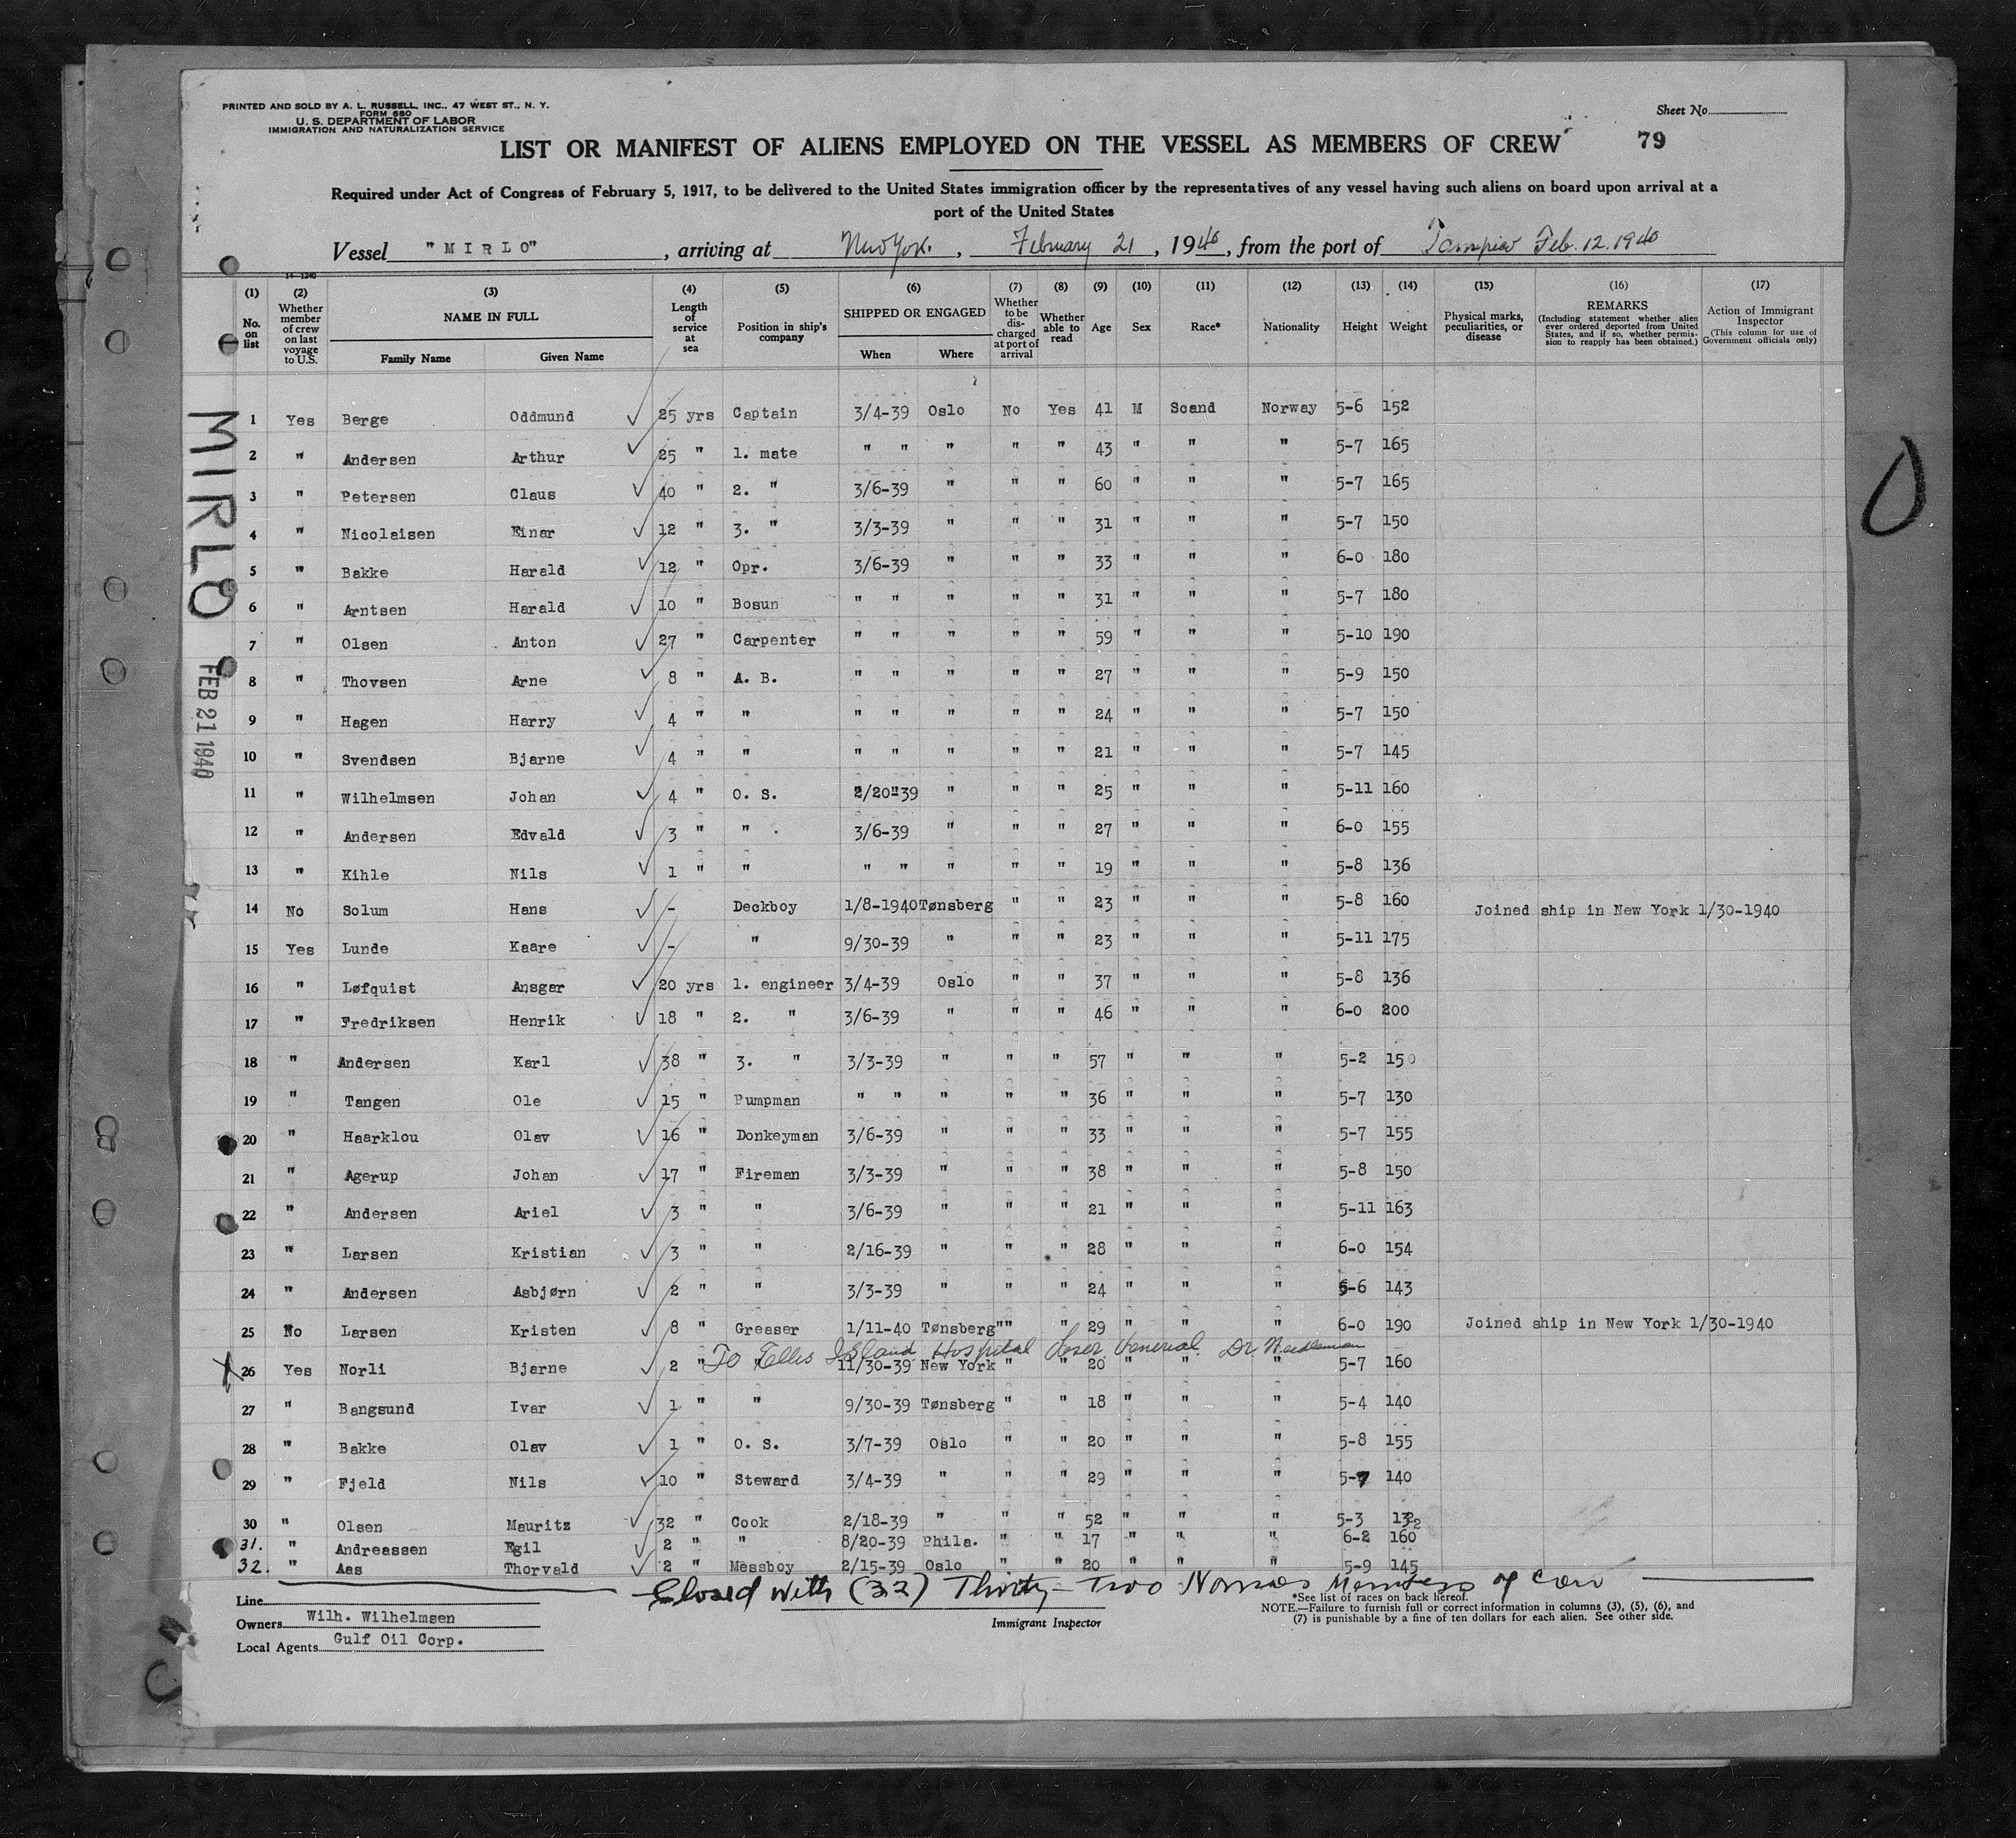 PRINTED AND SOLD BY A. L. RUSSELL, INC., 47 WEST ST., N. Y.
FORM 680
U. S. DEPARTMENT OF LABOR
IMMIGRATION AND NATURALIZATION SERVICE
Sheet No.
LIST OR MANIFEST OF ALIENS EMPLOYED ON THE VESSEL AS MEMBERS OF CREW 79
Required under Act of Congress of February 5, 1917, to be delivered to the United States immigration officer by the representatives of any vessel having such aliens on board upon arrival at a
port of the United States
Vessel "MIRLO", arriving at New York, February 21, 1940, from the port of Tampico Feb. 12. 1940
14-1240
(1) No. on list
(2) Whether member of crew on last voyage to U.S.
(3) NAME IN FULL Family Name Given Name
(4) Length of service at sea
(5) Position in ship's company
(6) SHIPPED OR ENGAGED When Where
(7) Whether to be discharged at port of arrival
(8) Whether able to read
(9) Age
(10) Sex
(11) Race*
(12) Nationality
(13) Height
(14) Weight
(15) Physical marks, peculiarities, or disease
(16) REMARKS (Including statement whether alien ever ordered deported from United States, and if so, whether permission to reapply has been obtained.)
(17) Action of Immigrant Inspector (This column for use of Government officials only)
MIRLO
FEB 21 1940
1 Yes Berge Oddmund 25 yrs Captain 3/4-39 Oslo No Yes 41 M Scand Norway 5-6 152
2 " Andersen Arthur 25 " 1. mate " " " " " 43 " " " 5-7 165
3 " Petersen Claus 40 " 2. " 3/6-39 " " " 60 " " " 5-7 165
4 " Nicolaisen Einar 12 " 3. " 3/3-39 " " " 31 " " " 5-7 150
5 " Bakke Harald 12 " Opr. 3/6-39 " " " 33 " " " 6-0 180
6 " Arntsen Harald 10 " Bosun " " " " " 31 " " " 5-7 180
7 " Olsen Anton 27 " Carpenter " " " " " 59 " " " 5-10 190
8 " Thovsen Arne 8 " A. B. " " " " " 27 " " " 5-9 150
9 " Hagen Harry 4 " " " " " " " 24 " " " 5-7 150
10 " Svendsen Bjarne 4 " " " " " " " 21 " " " 5-7 145
11 " Wilhelmsen Johan 4 " O. S. 2/20"39 " " " 25 " " " 5-11 160
12 " Andersen Edvald 3 " " 3/6-39 " " " 27 " " " 6-0 155
13 " Kihle Nils 1 " " " " " " " 19 " " " 5-8 136
14 No Solum Hans - Deckboy 1/8-1940 Tønsberg " " 23 " " " 5-8 160 Joined ship in New York 1/30-1940
15 Yes Lunde Kaare - " 9/30-39 " " " 23 " " " 5-11 175
16 " Løfquist Ansgar 20 yrs 1. engineer 3/4-39 Oslo " " 37 " " " 5-8 136
17 " Fredriksen Henrik 18 " 2. " 3/6-39 " " " 46 " " " 6-0 200
18 " Andersen Karl 38 " 3. " 3/3-39 " " " 57 " " " 5-2 150
19 " Tangen Ole 15 " Pumpman " " " " " 36 " " " 5-7 130
20 " Haarklou Olav 16 " Donkeyman 3/6-39 " " " 33 " " " 5-7 155
21 " Agerup Johan 17 " Fireman 3/3-39 " " " 38 " " " 5-8 150
22 " Andersen Ariel 3 " " 3/6-39 " " " 21 " " " 5-11 163
23 " Larsen Kristian 3 " " 2/16-39 " " " 28 " " " 6-0 154
24 " Andersen Asbjørn 2 " " 3/3-39 " " " 24 " " " 5-6 143
25 No Larsen Kristen 8 " Greaser 1/11-40 Tønsberg " " " 29 " " " 6-0 190 Joined ship in New York 1/30-1940
To Ellis Island Hospital Venereal. Dr. Needleman
26 Yes Norli Bjarne 2 " " 11/30-39 New York " " 20 " " " 5-7 160
27 " Bangsund Ivar 1 " " 9/30-39 Tønsberg " " 18 " " " 5-4 140
28 " Bakke Olav 1 " O. S. 3/7-39 Oslo " " 20 " " " 5-8 155
29 " Fjeld Nils 10 " Steward 3/4-39 " " " 29 " " " 5-7 140
30 " Olsen Mauritz 32 " Cook 2/18-39 " " " 52 " " " 5-3 132
31. " Andreassen Egil 2 " " 8/20-39 Phila. " " 17 " " " 6-2 160
32. " Aas Thorvald 2 " Messboy 2/15-39 Oslo " " 20 " " " 5-9 145
Closed with (32) Thirty-Two Names Members of Crew
Line
Owners Wilh. Wilhelmsen
Local Agents Gulf Oil Corp.
Immigrant Inspector
*See list of races on back hereof.
NOTE.—Failure to furnish full or correct information in columns (3), (5), (6), and
(7) is punishable by a fine of ten dollars for each alien. See other side.